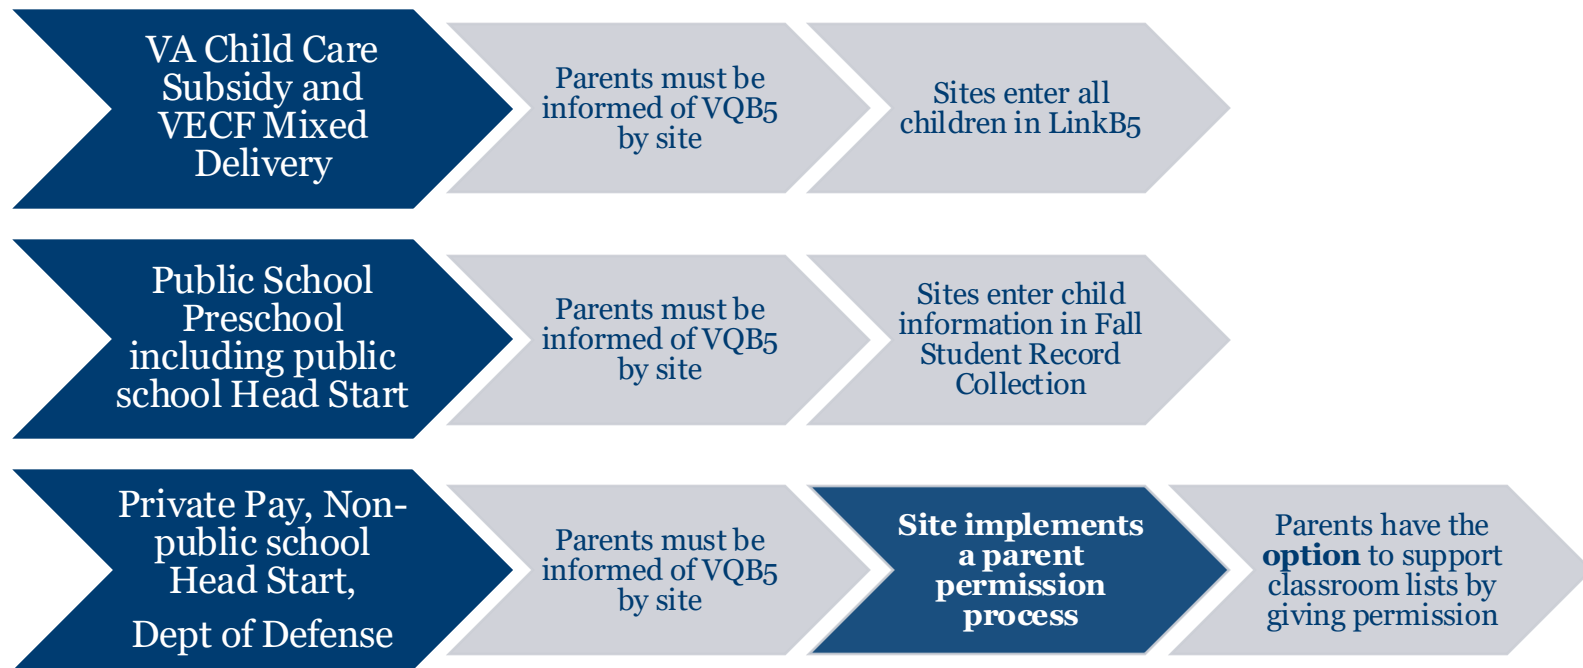 VA Child Care
Subsidy and
VECF Mixed
Delivery
Parents must be
informed of VQB5
by site
Sites enter all
children in LinkB5
Public School
Preschool
including public
school Head Start
Parents must be
informed of VQB5
by site
Sites enter child
information in Fall
Student Record
Collection
Private Pay, Non-
public school
Head Start,
Dept of Defense
Parents must be
informed of VQB5
by site
Site implements
a parent
permission
process
Parents have the
option to support
classroom lists by
giving permission